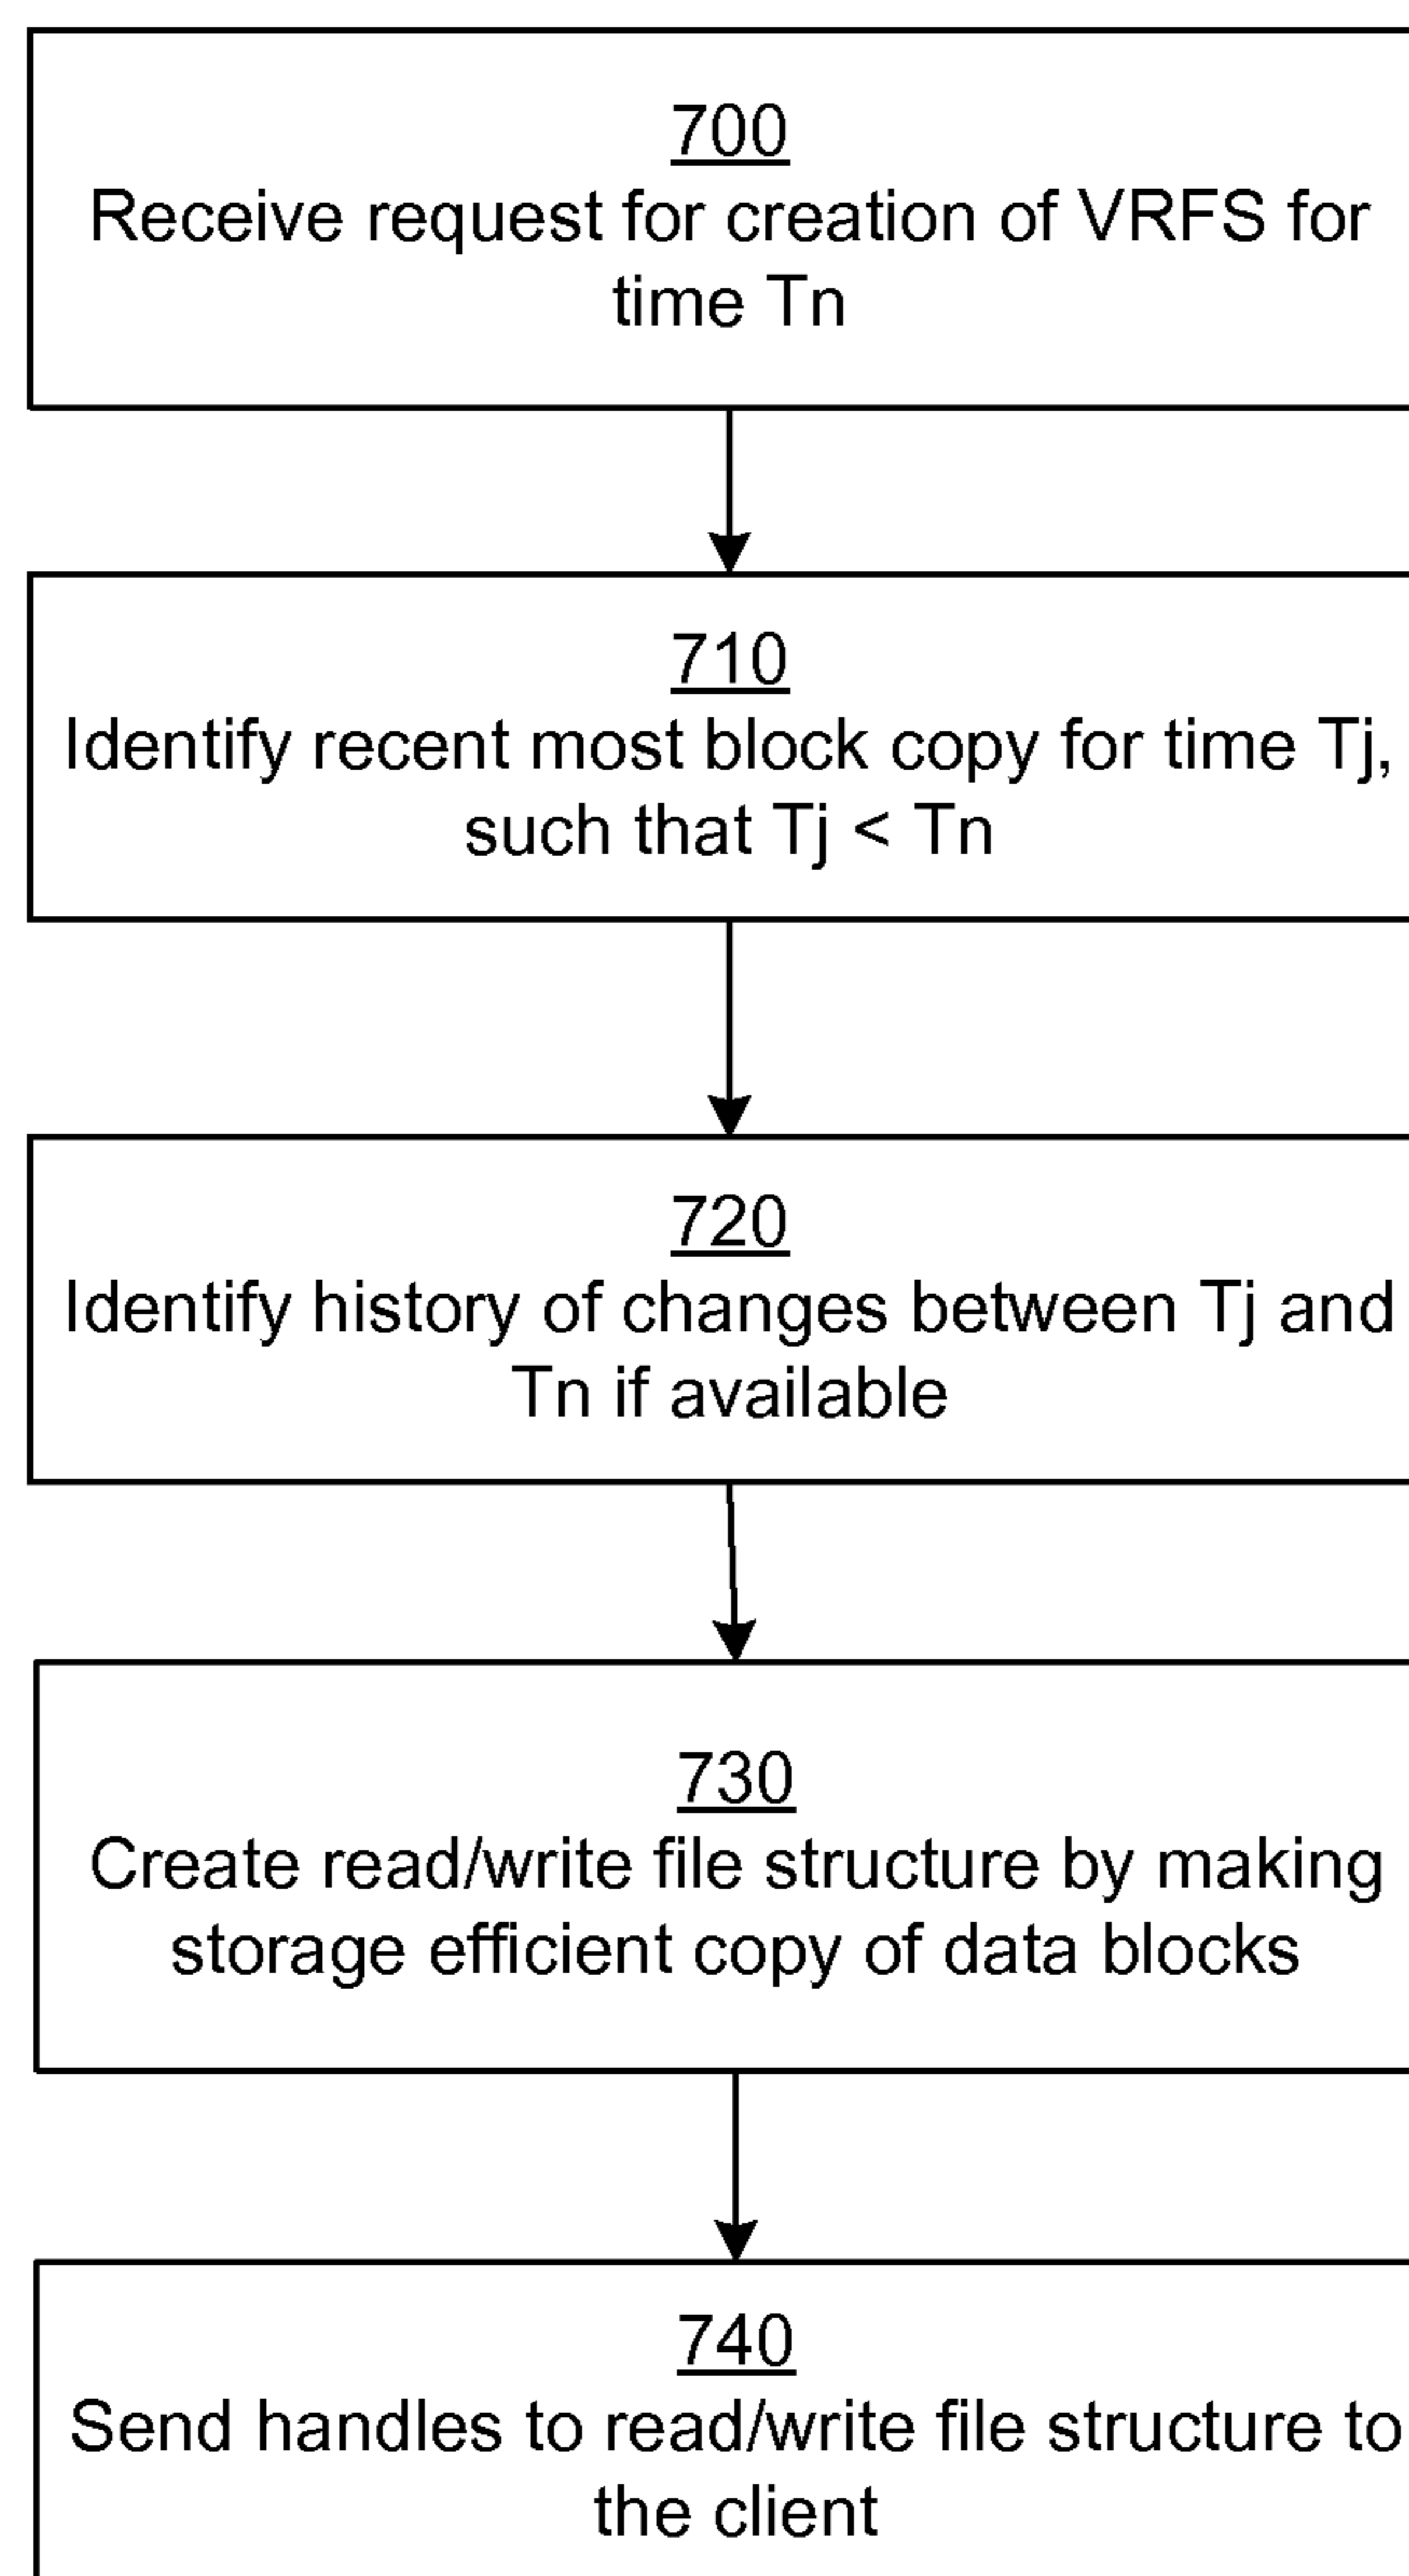 700
Receive request for creation of VRFS for
time Tn
710
Identify recent most block copy for time Tj,
such that Tj < Tn
720
Identify history of changes between Tj and
Tn if available
730
Create read/write file structure by making
storage efficient copy of data blocks
740
Send handles to read/write file structure to
the client